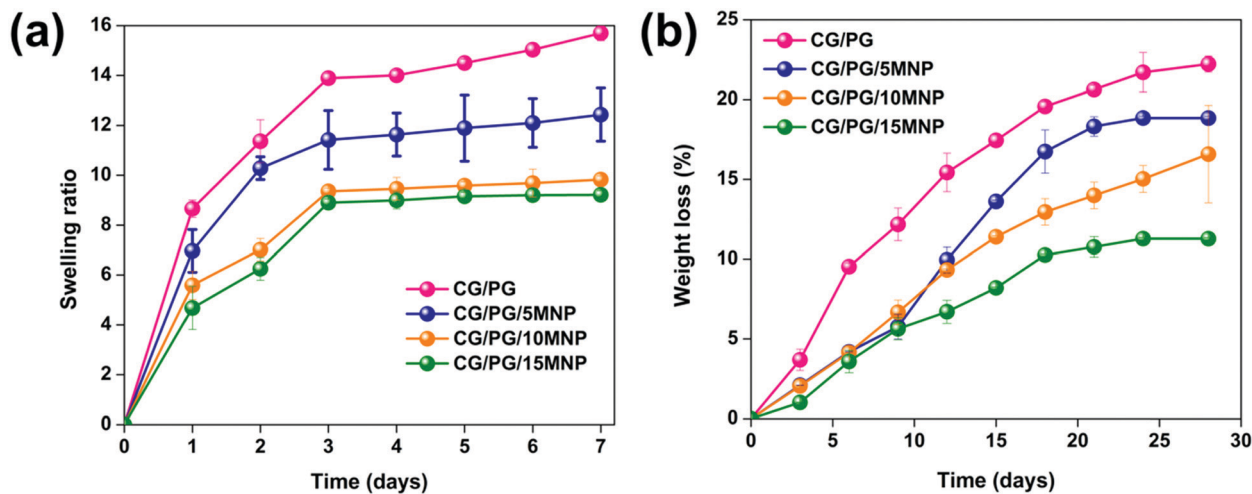 (a)
16
14
12
10
8
6
4
2
0
Swelling ratio
CG/PG
CG/PG/5MNP
CG/PG/10MNP
CG/PG/15MNP
0 1 2 3 4 5 6 7
Time (days)
(b)
25
20
15
10
5
0
Weight loss (%)
CG/PG
CG/PG/5MNP
CG/PG/10MNP
CG/PG/15MNP
0 5 10 15 20 25 30
Time (days)